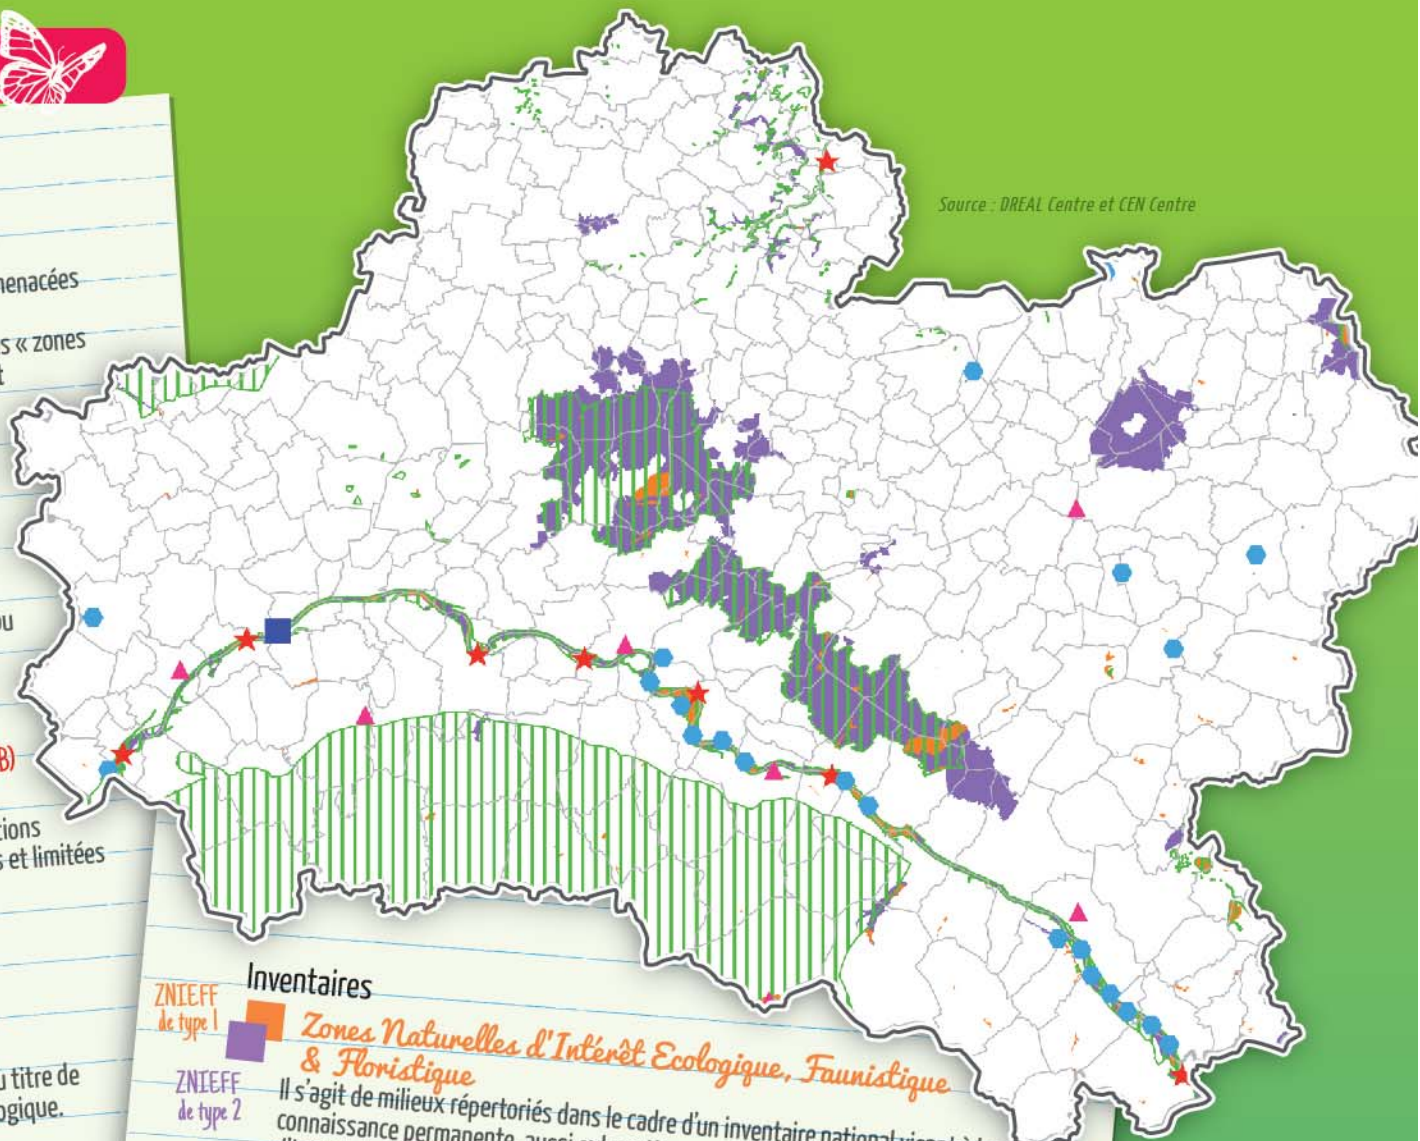 Source : DREAL Centre et CEN Centre
menacées
s « zones
t
u
B)
tions
s et limitées
u titre de
ogique.
Inventaires
ZNIEFF
de type 1
Zones Naturelles d'Intérêt Ecologique, Faunistique
& Floristique
ZNIEFF
de type 2
Il s'agit de milieux répertoriés dans le cadre d'un inventaire national
connaissance permanente, aussi